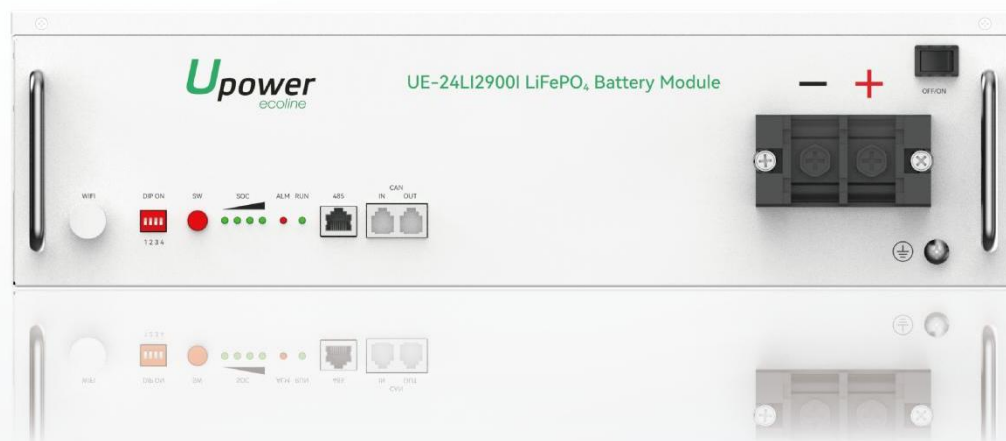 Upower
ecoline
UE-24LI2900I LiFePO₄ Battery Module
− +
OFF/ON
WIFI
DIP ON
SW
SOC
ALM RUN
485
CAN
IN OUT
1 2 3 4